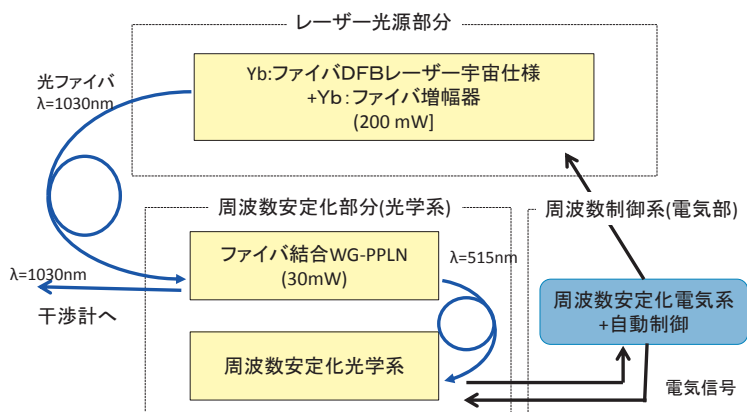 レーザー光源部分
光ファイバ
λ=1030nm
Yb:ファイバDFBレーザー宇宙仕様
+Yb：ファイバ増幅器
(200 mW]
周波数安定化部分(光学系)
周波数制御系(電気部)
ファイバ結合WG-PPLN
(30mW)
λ=515nm
λ=1030nm
干渉計へ
周波数安定化電気系
+自動制御
周波数安定化光学系
電気信号